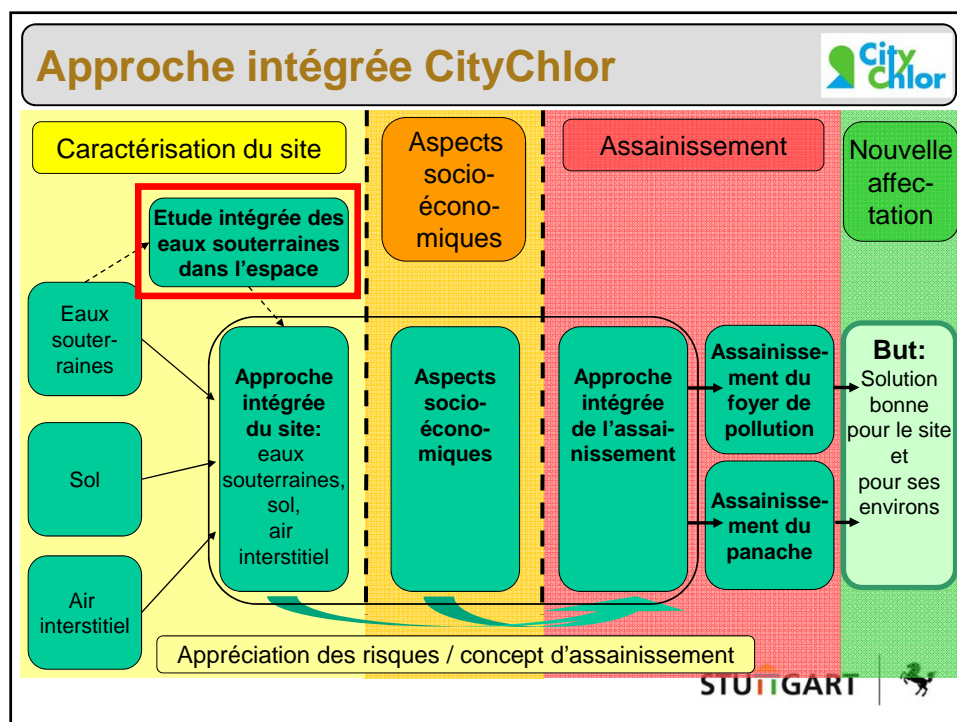 Approche intégrée CityChlor
City
Chlor
Caractérisation du site
Aspects
socio-
écono-
miques
Assainissement
Nouvelle
affec-
tation
Etude intégrée des
eaux souterraines
dans l'espace
Eaux
souter-
raines
Sol
Air
interstitiel
Approche
intégrée
du site:
eaux
souterraines,
sol,
air
interstitiel
Aspects
socio-
écono-
miques
Approche
intégrée
de l'assai-
nissement
Assainisse-
ment du
foyer de
pollution
Assainisse-
ment du
panache
But:
Solution
bonne
pour le site
et
pour ses
environs
Appréciation des risques / concept d'assainissement
STUTTGART